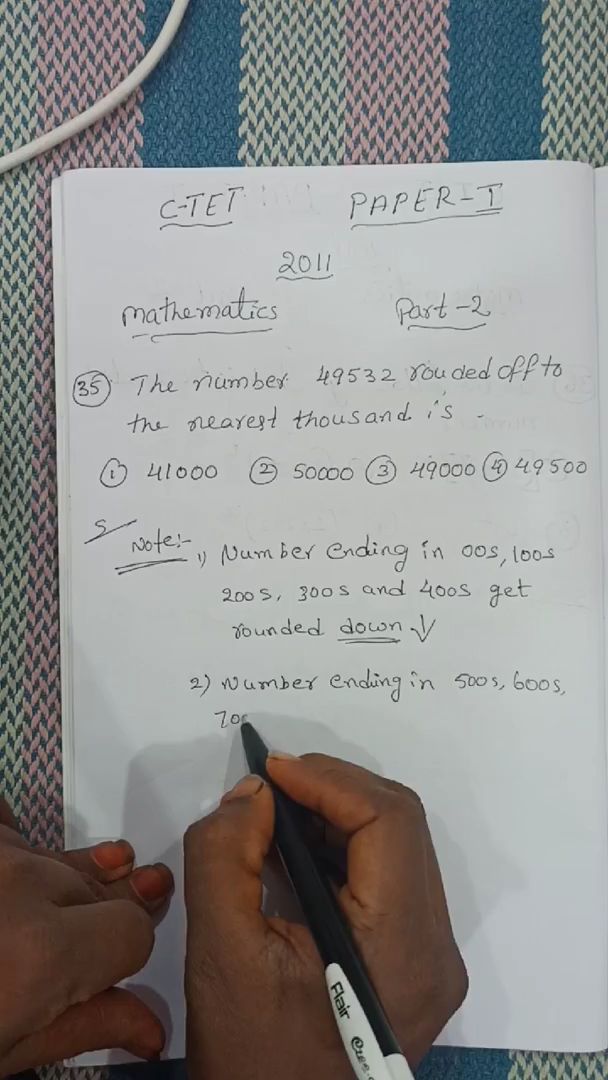 C-TET PAPER-I
2011
Mathematics Part-2
35 The number 49532 rouded off to
the nearest thousand is -
1 41000 2 50000 3 49000 4 49500
S Note:- 1) Number Ending in 00s, 100s
200s, 300s and 400s get
rounded down ↓
2) Number Ending in 500s, 600s,
700
Flair